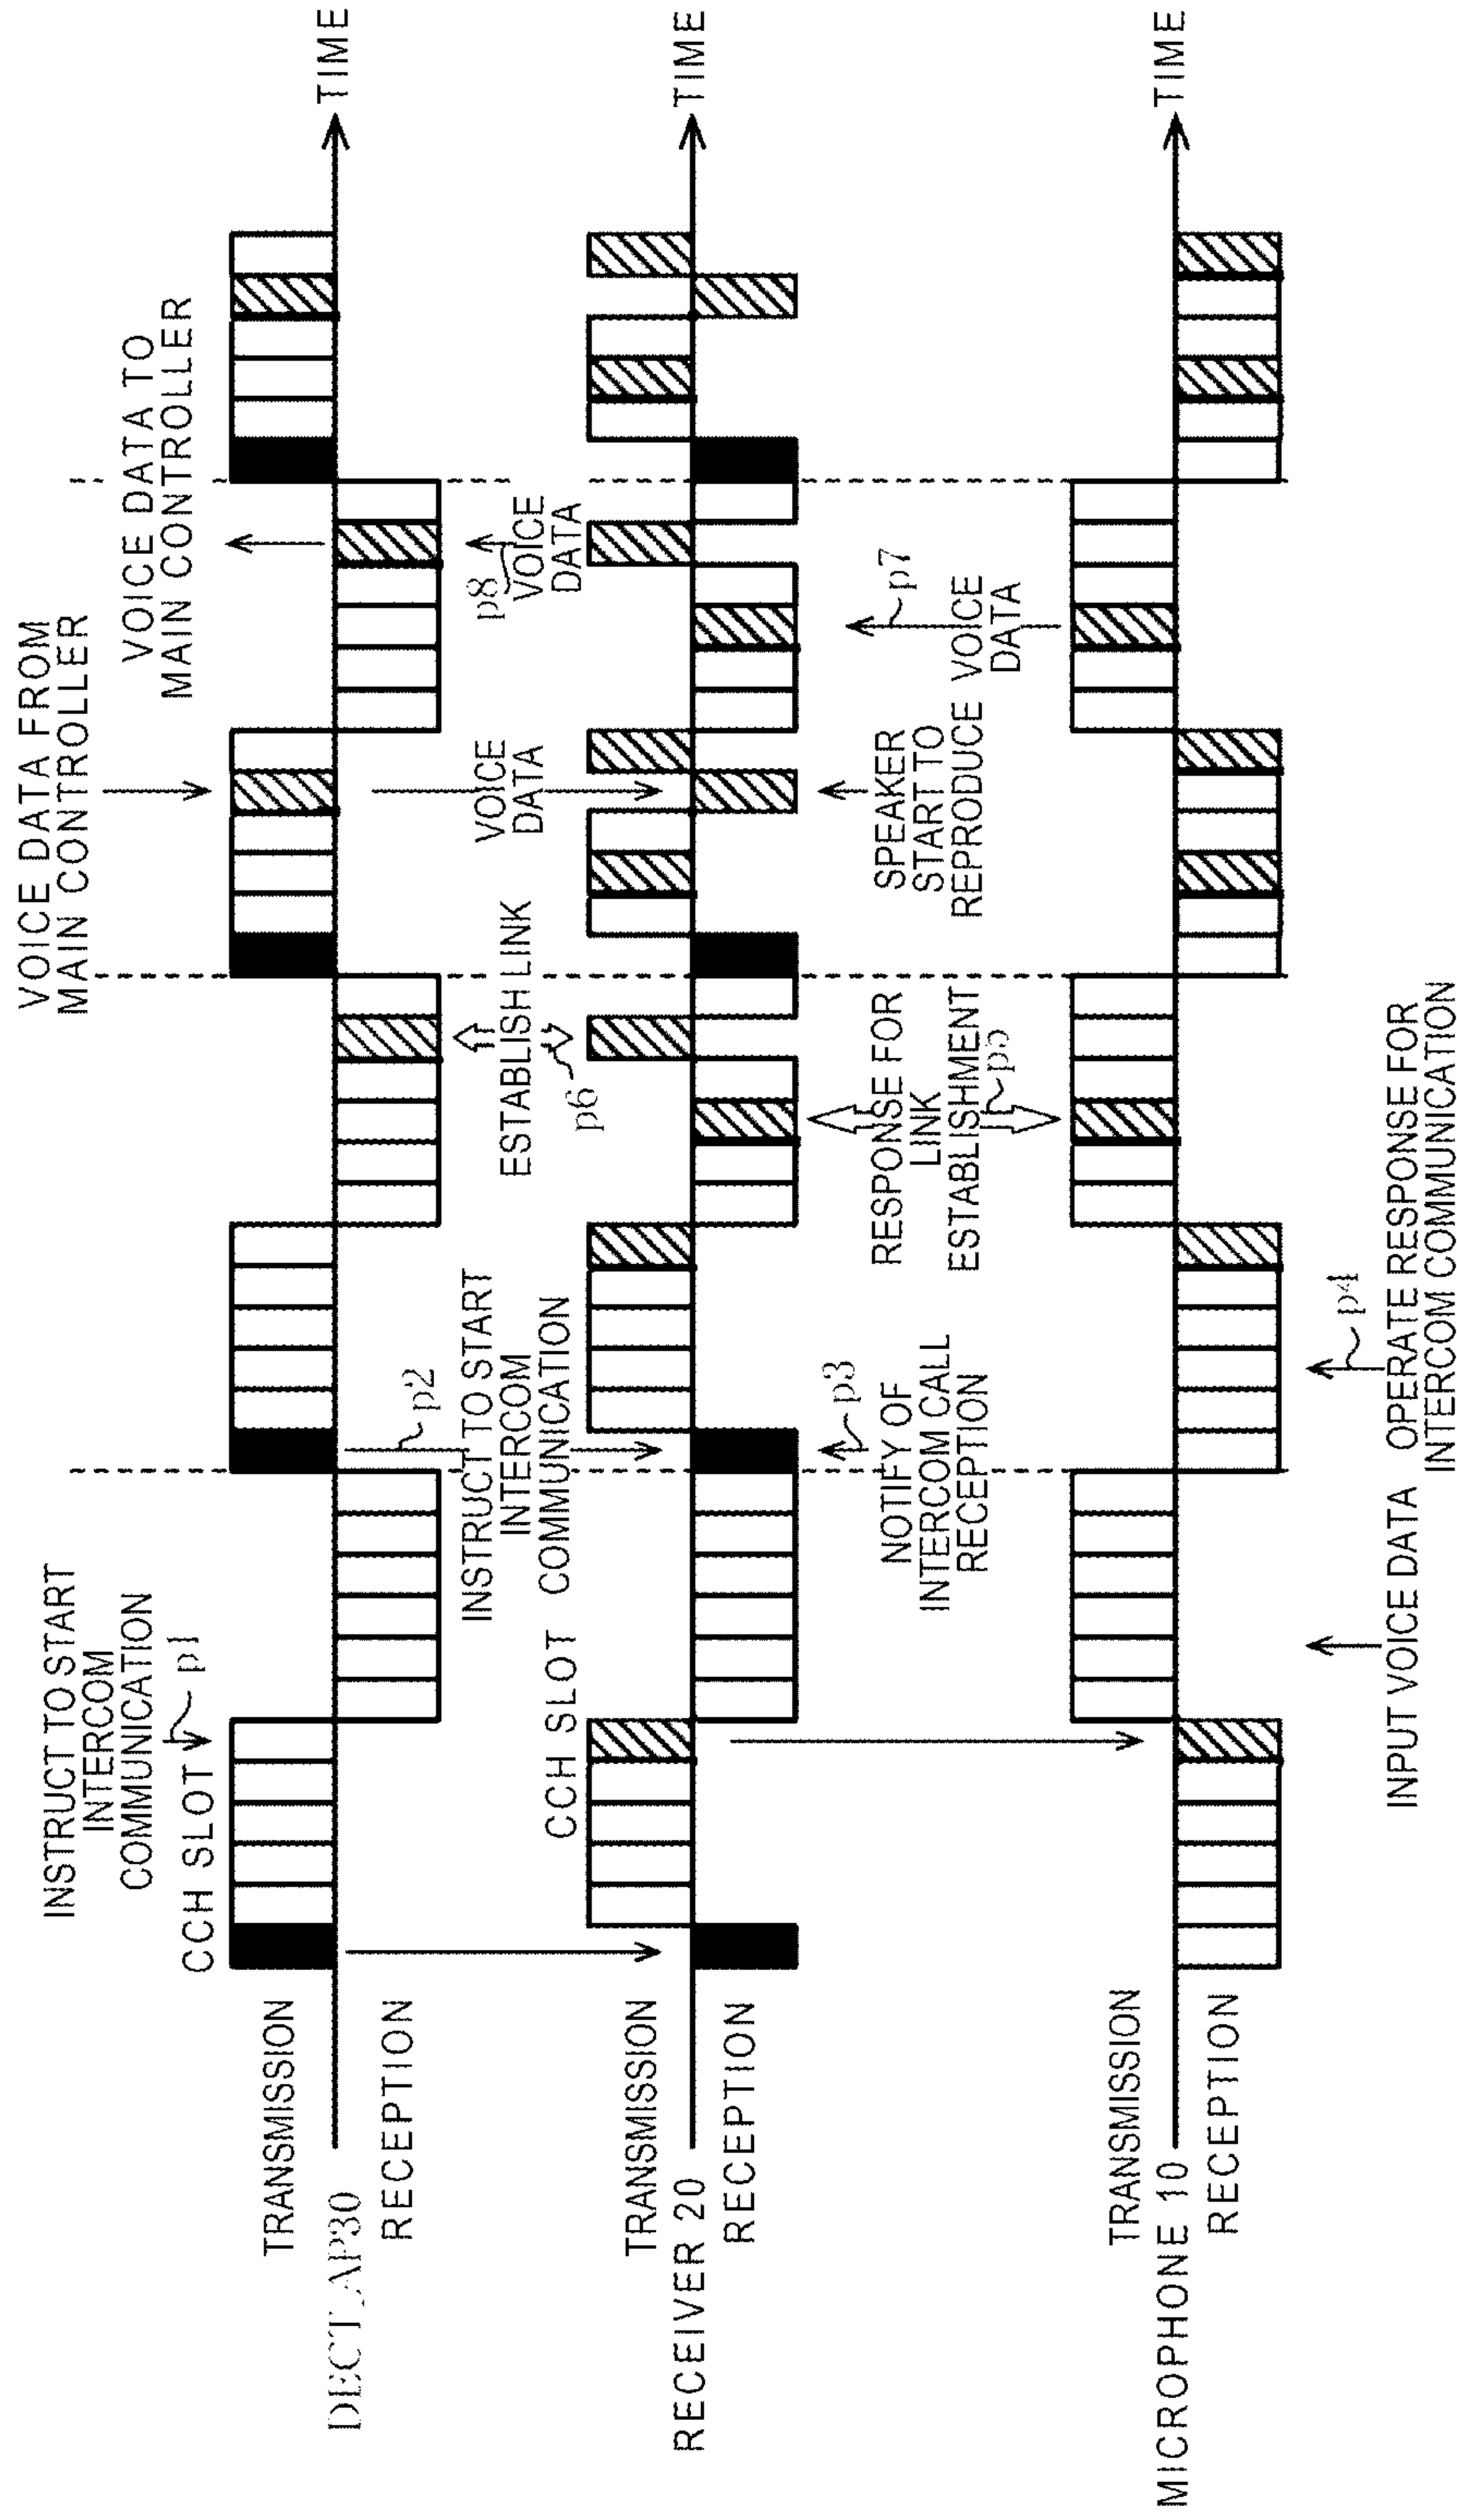 VOICE DATA FROM
MAIN CONTROLLER
VOICE DATA TO
MAIN CONTROLLER
INSTRUCT TO START
INTERCOM
COMMUNICATION
p1
CCH SLOT
TRANSMISSION
DECT_AP30
RECEPTION
TIME
p2
INSTRUCT TO START
INTERCOM
COMMUNICATION
ESTABLISH LINK
p6
VOICE
DATA
p8
VOICE
DATA
CCH SLOT
TRANSMISSION
RECEIVER 20
RECEPTION
TIME
p3
NOTIFY OF
INTERCOM CALL
RECEPTION
RESPONSE FOR
LINK
ESTABLISHMENT
p5
SPEAKER
START TO
REPRODUCE
p7
VOICE
DATA
TRANSMISSION
MICROPHONE 10
RECEPTION
TIME
p4
INPUT VOICE DATA
OPERATE RESPONSE FOR
INTERCOM COMMUNICATION